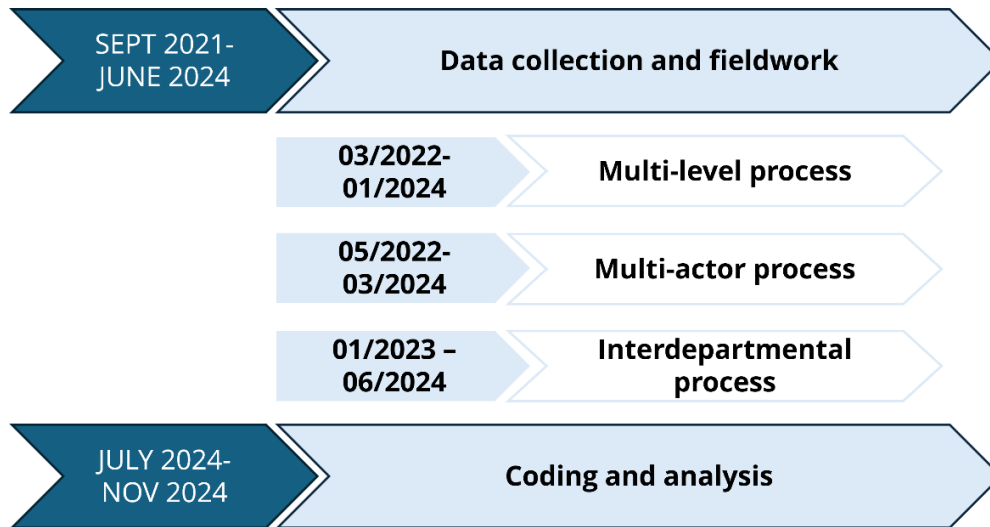 SEPT 2021-
JUNE 2024
Data collection and fieldwork
03/2022-
01/2024
Multi-level process
05/2022-
03/2024
Multi-actor process
01/2023 –
06/2024
Interdepartmental
process
JULY 2024-
NOV 2024
Coding and analysis